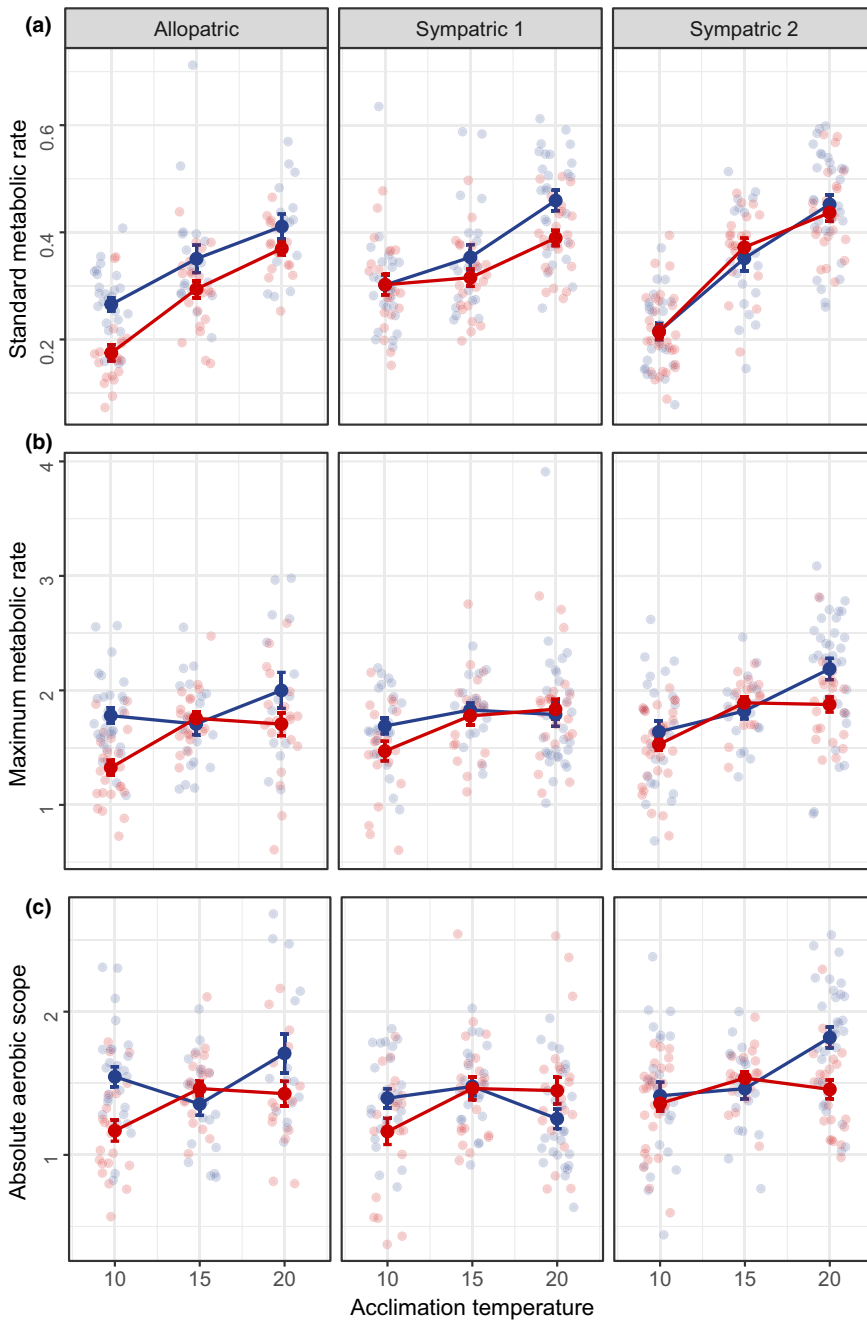 (a)
Allopatric Sympatric 1 Sympatric 2
Standard metabolic rate
0.6
0.4
0.2
(b)
Maximum metabolic rate
4
3
2
1
(c)
Absolute aerobic scope
2
1
10 15 20 10 15 20 10 15 20
Acclimation temperature